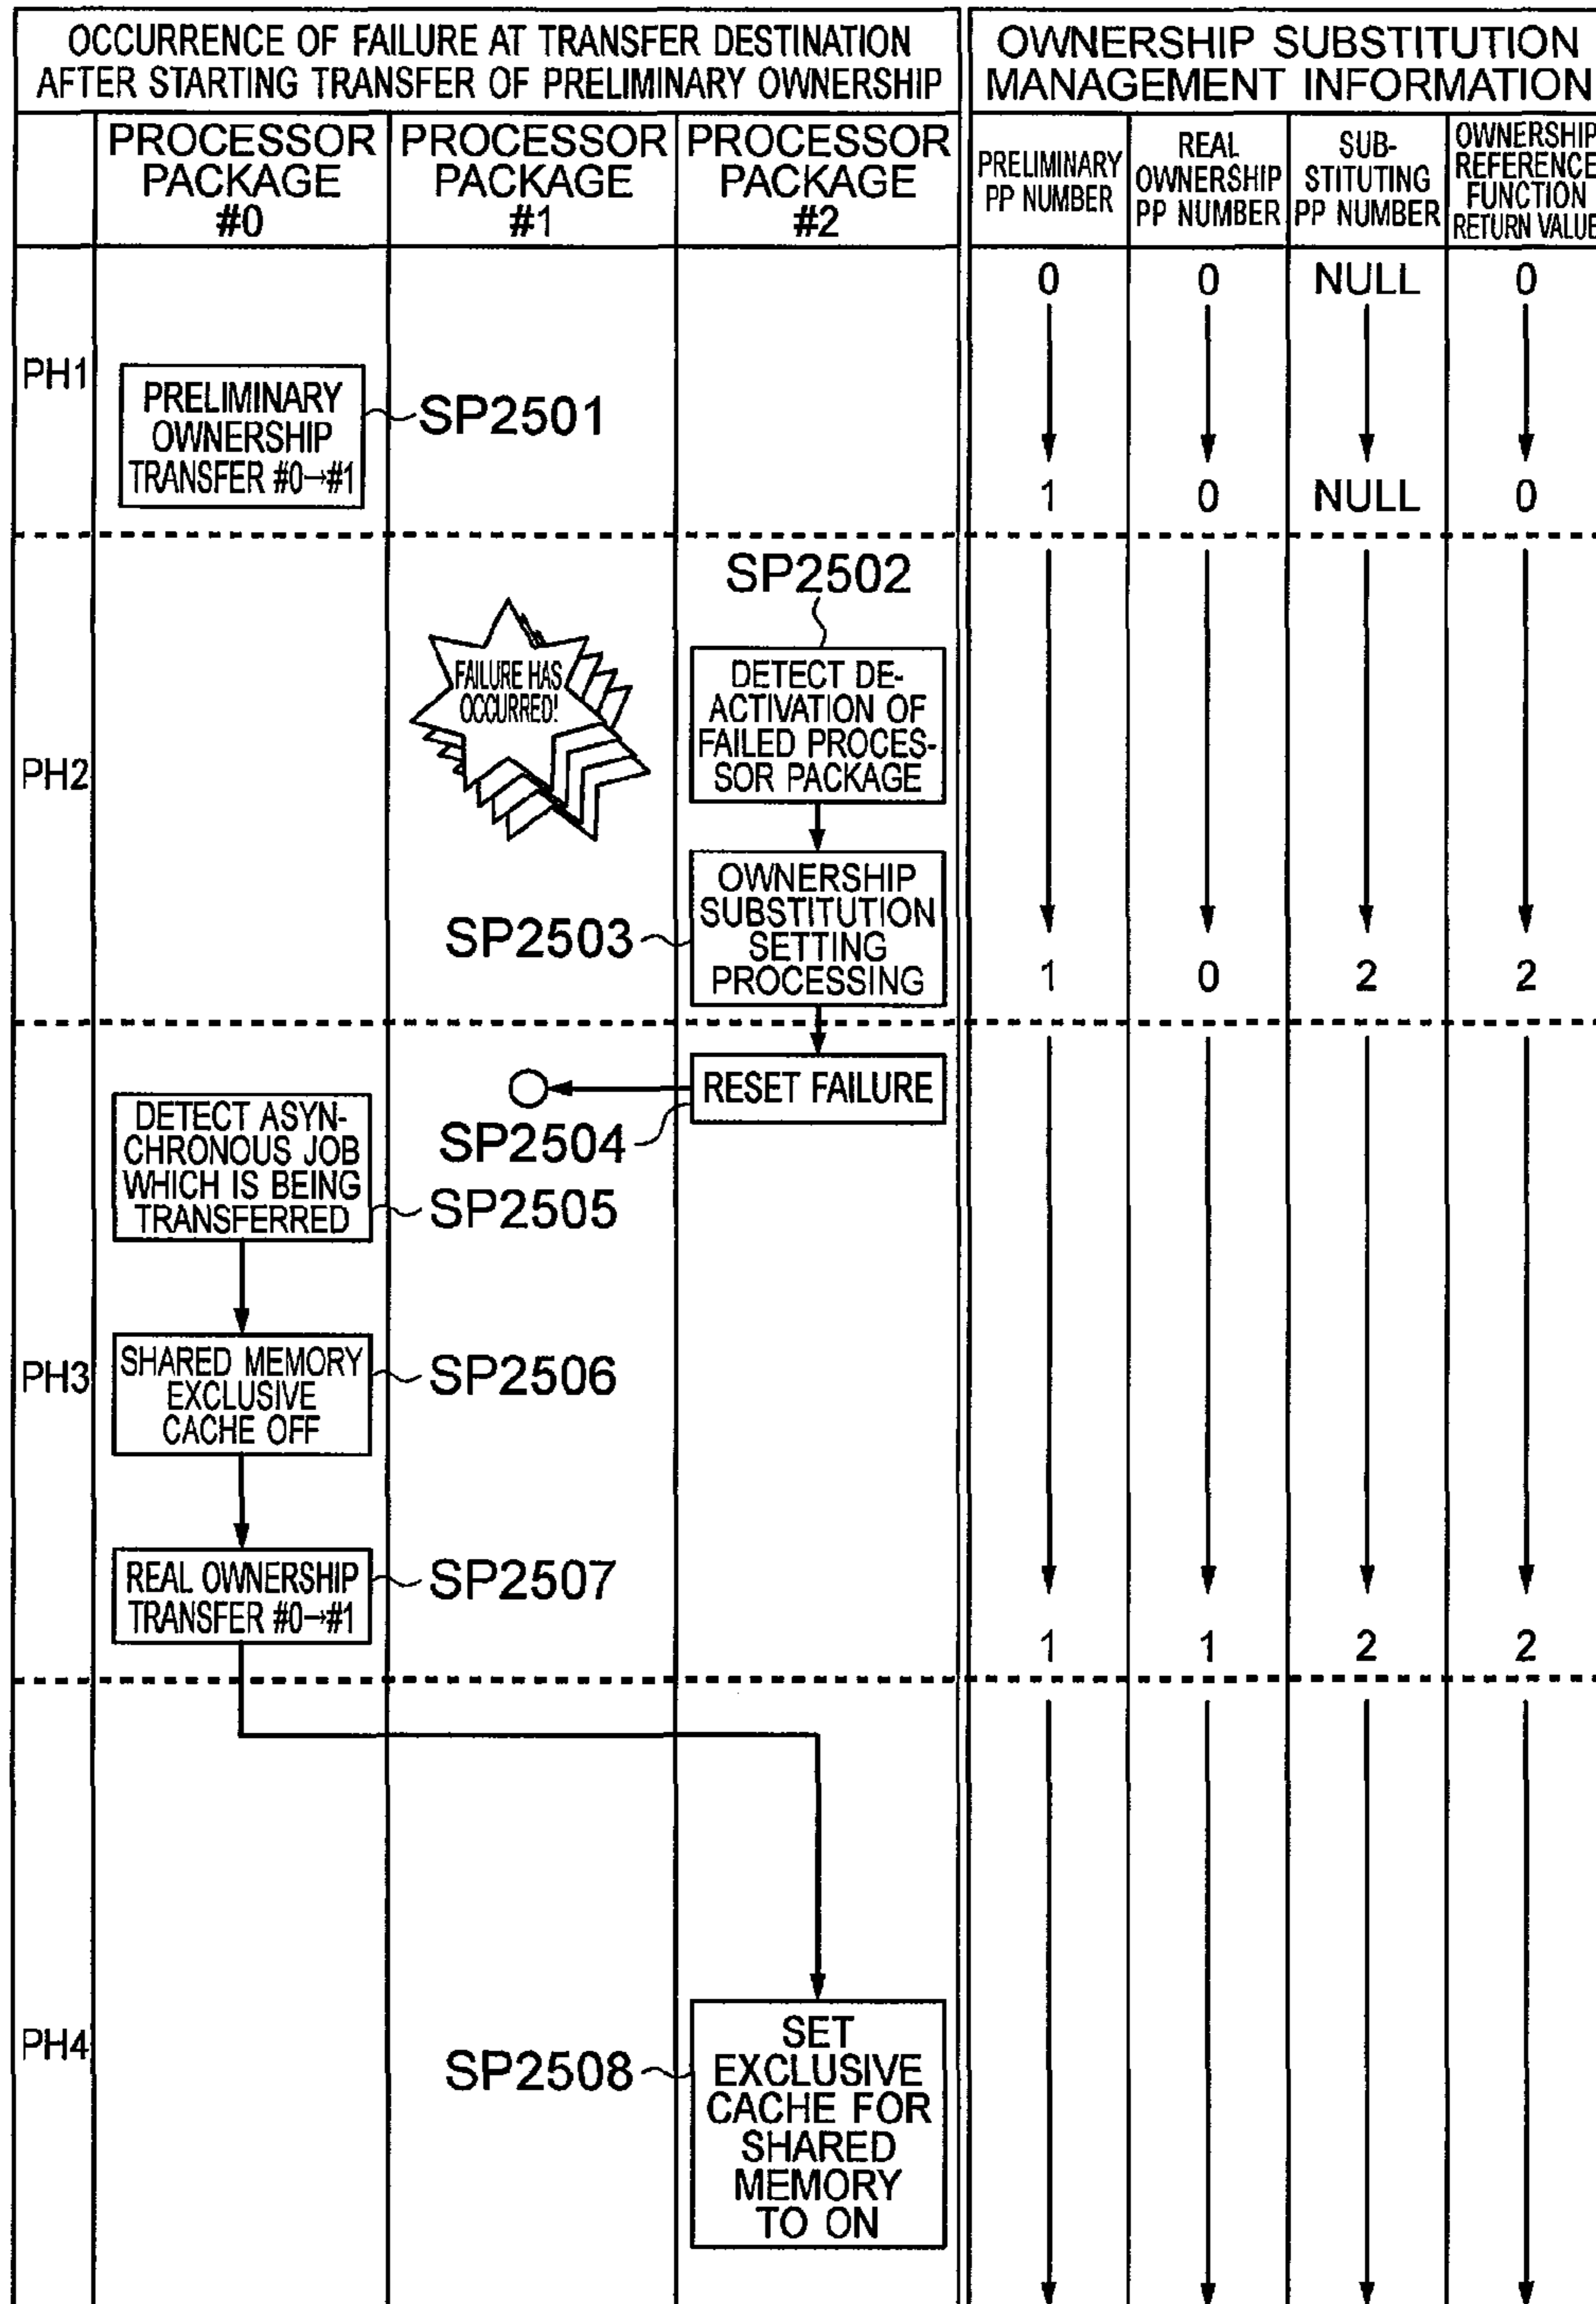 OCCURRENCE OF FAILURE AT TRANSFER DESTINATION
AFTER STARTING TRANSFER OF PRELIMINARY OWNERSHIP
OWNERSHIP SUBSTITUTION
MANAGEMENT INFORMATION
PROCESSOR
PACKAGE
#0
PROCESSOR
PACKAGE
#1
PROCESSOR
PACKAGE
#2
PRELIMINARY
PP NUMBER
REAL
OWNERSHIP
PP NUMBER
SUB-
STITUTING
PP NUMBER
OWNERSHIP
REFERENCE
FUNCTION
RETURN VALUE
0 0 NULL 0
PH1
PRELIMINARY
OWNERSHIP
TRANSFER #0→#1
SP2501
1 0 NULL 0
PH2
FAILURE HAS
OCCURRED!
SP2502
DETECT DE-
ACTIVATION OF
FAILED PROCES-
SOR PACKAGE
SP2503
OWNERSHIP
SUBSTITUTION
SETTING
PROCESSING
1 0 2 2
RESET FAILURE
SP2504
DETECT ASYN-
CHRONOUS JOB
WHICH IS BEING
TRANSFERRED
SP2505
PH3
SHARED MEMORY
EXCLUSIVE
CACHE OFF
SP2506
REAL OWNERSHIP
TRANSFER #0→#1
SP2507
1 1 2 2
PH4
SP2508
SET
EXCLUSIVE
CACHE FOR
SHARED
MEMORY
TO ON